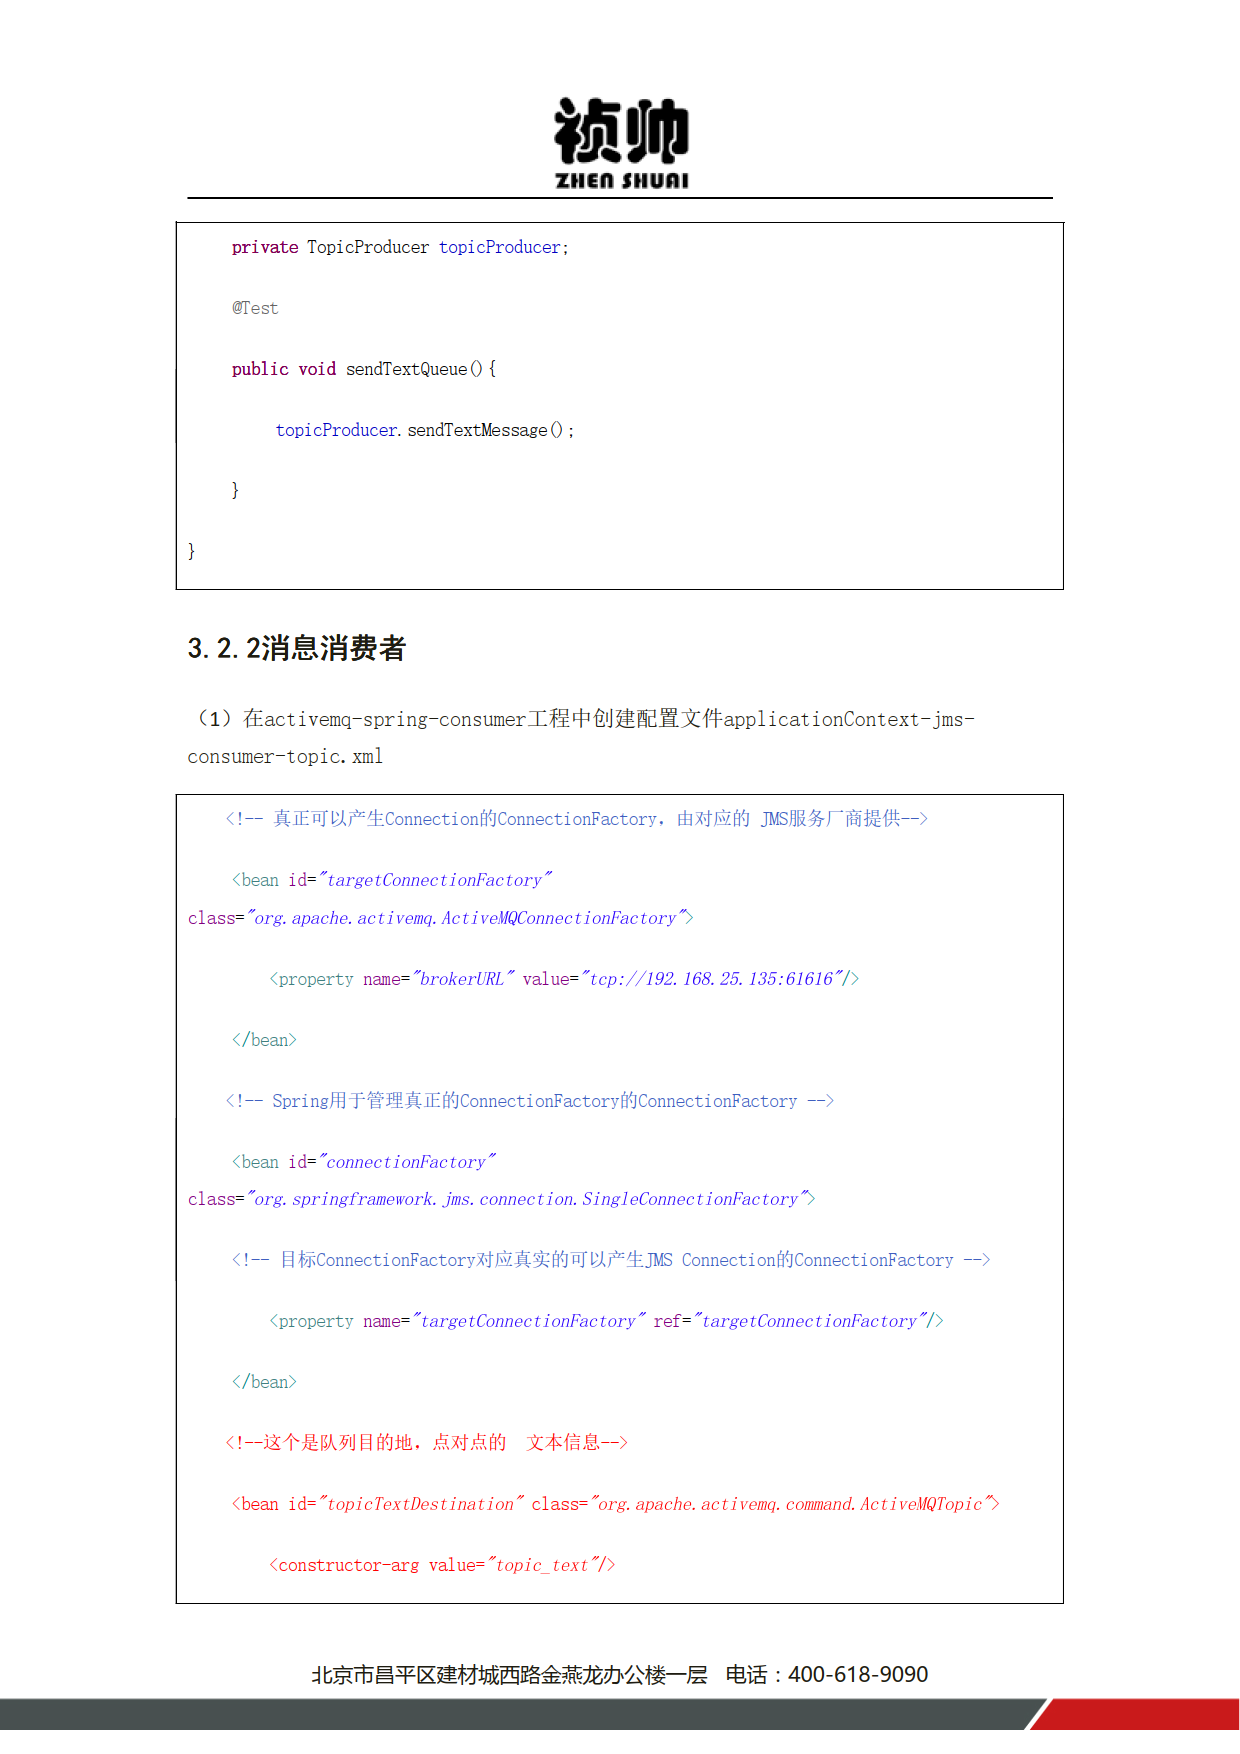 祯帅
ZHEN SHUAI
private TopicProducer topicProducer;
@Test
public void sendTextQueue(){
topicProducer.sendTextMessage();
}
}
3.2.2消息消费者
（1）在activemq-spring-consumer工程中创建配置文件applicationContext-jms-
consumer-topic.xml
<!-- 真正可以产生Connection的ConnectionFactory，由对应的 JMS服务厂商提供-->
<bean id="targetConnectionFactory"
class="org.apache.activemq.ActiveMQConnectionFactory">
<property name="brokerURL" value="tcp://192.168.25.135:61616"/>
</bean>
<!-- Spring用于管理真正的ConnectionFactory的ConnectionFactory -->
<bean id="connectionFactory"
class="org.springframework.jms.connection.SingleConnectionFactory">
<!-- 目标ConnectionFactory对应真实的可以产生JMS Connection的ConnectionFactory -->
<property name="targetConnectionFactory" ref="targetConnectionFactory"/>
</bean>
<!--这个是队列目的地，点对点的  文本信息-->
<bean id="topicTextDestination" class="org.apache.activemq.command.ActiveMQTopic">
<constructor-arg value="topic_text"/>
北京市昌平区建材城西路金燕龙办公楼一层 电话：400-618-9090